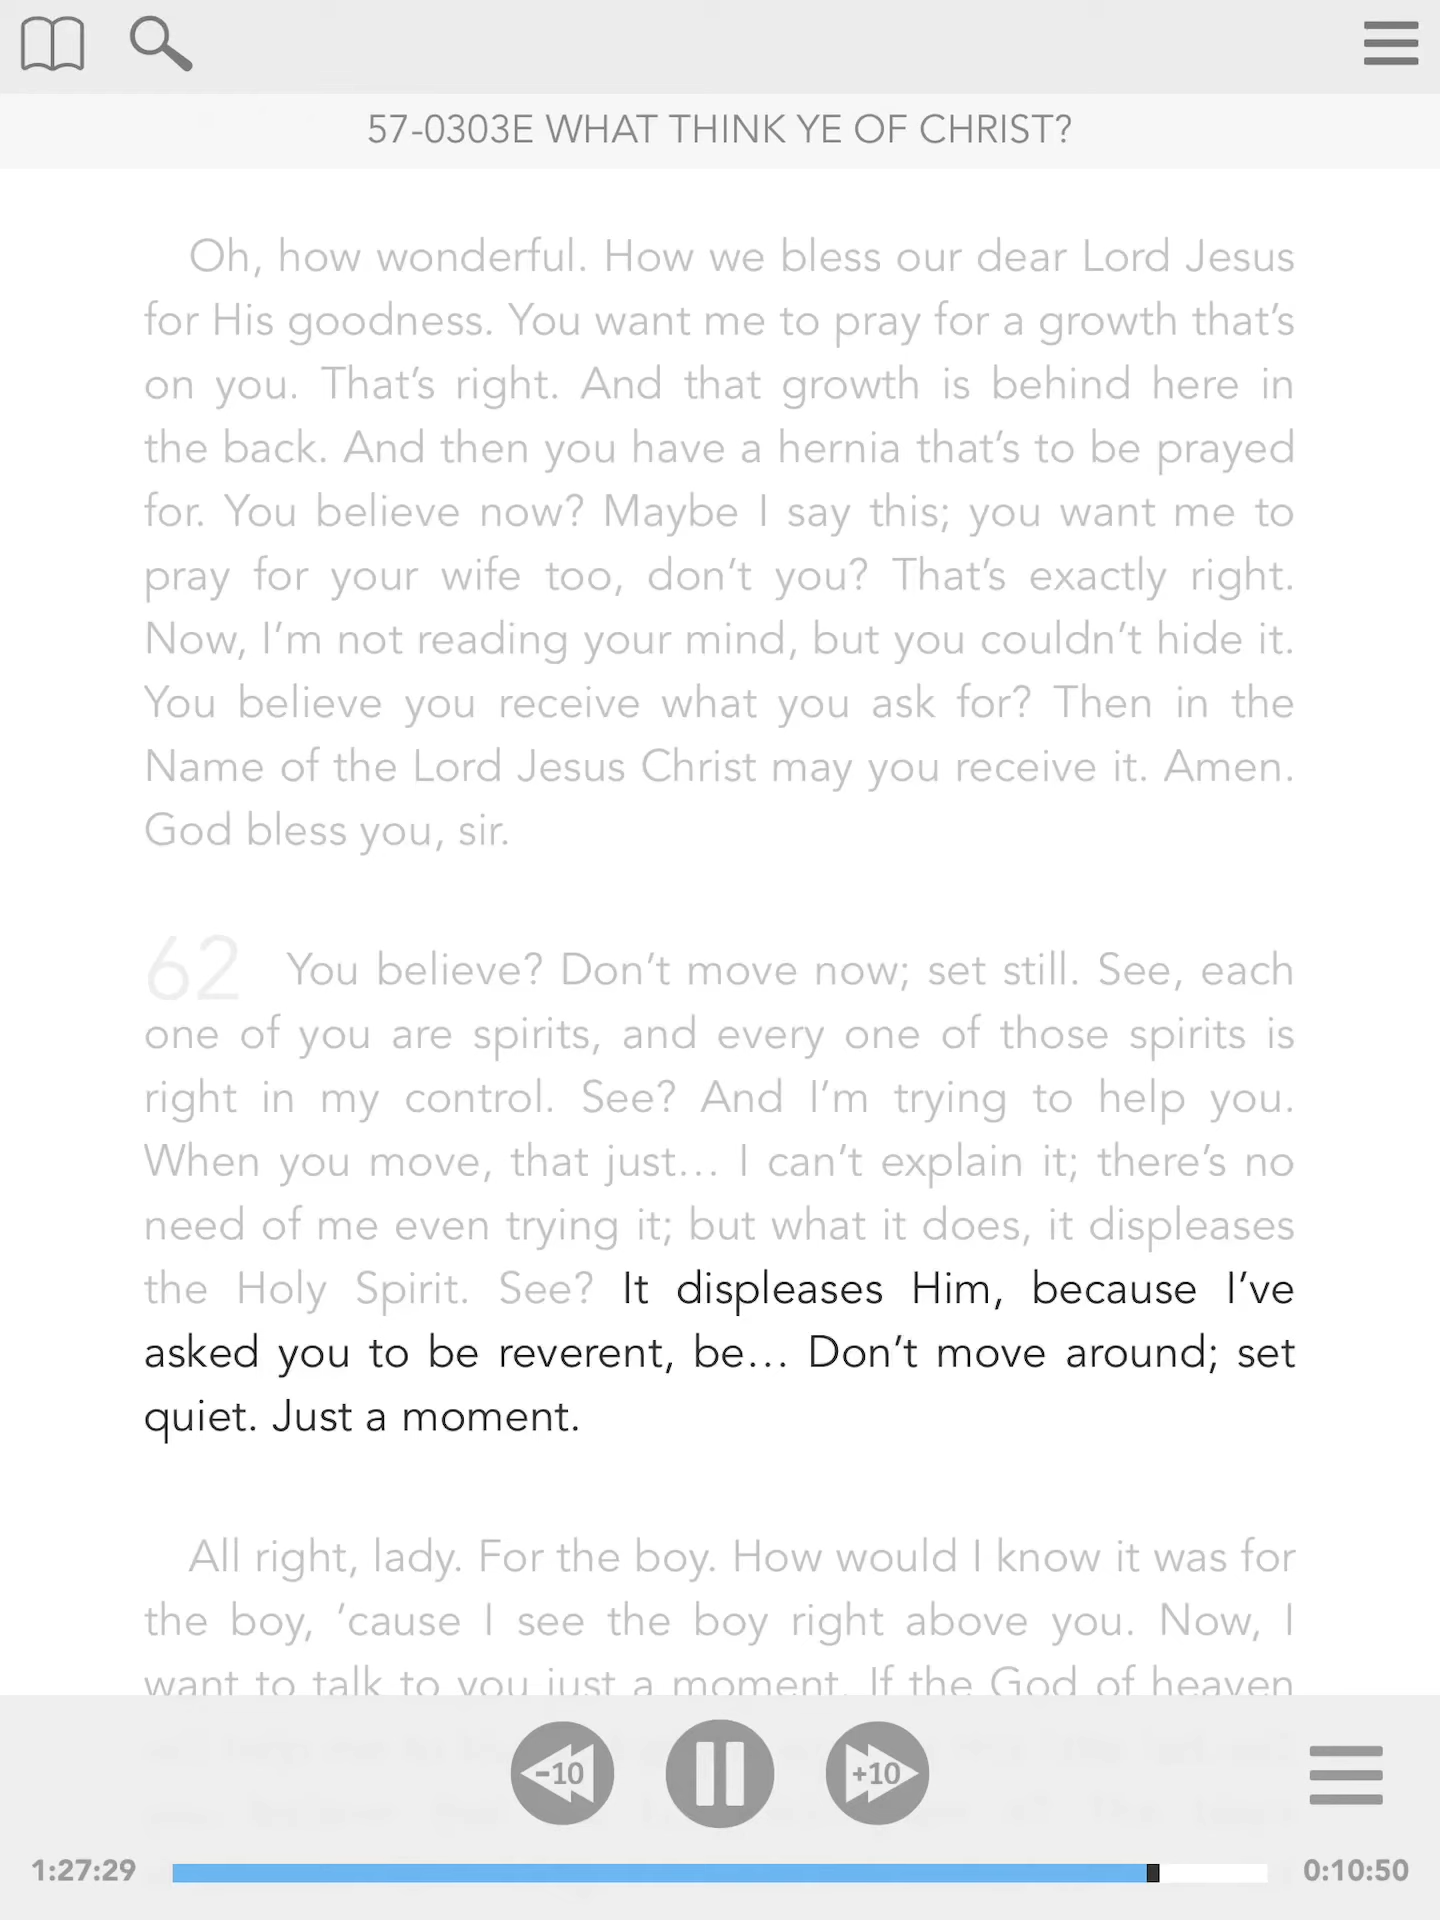 57-0303E WHAT THINK YE OF CHRIST?
Oh, how wonderful. How we bless our dear Lord Jesus
for His goodness. You want me to pray for a growth that’s
on you. That’s right. And that growth is behind here in
the back. And then you have a hernia that’s to be prayed
for. You believe now? Maybe I say this; you want me to
pray for your wife too, don’t you? That’s exactly right.
Now, I’m not reading your mind, but you couldn’t hide it.
You believe you receive what you ask for? Then in the
Name of the Lord Jesus Christ may you receive it. Amen.
God bless you, sir.
62 You believe? Don’t move now; set still. See, each
one of you are spirits, and every one of those spirits is
right in my control. See? And I’m trying to help you.
When you move, that just… I can’t explain it; there’s no
need of me even trying it; but what it does, it displeases
the Holy Spirit. See? It displeases Him, because I’ve
asked you to be reverent, be… Don’t move around; set
quiet. Just a moment.
All right, lady. For the boy. How would I know it was for
the boy, ’cause I see the boy right above you. Now, I
want to talk to you just a moment. If the God of heaven
-10 +10
1:27:29 0:10:50